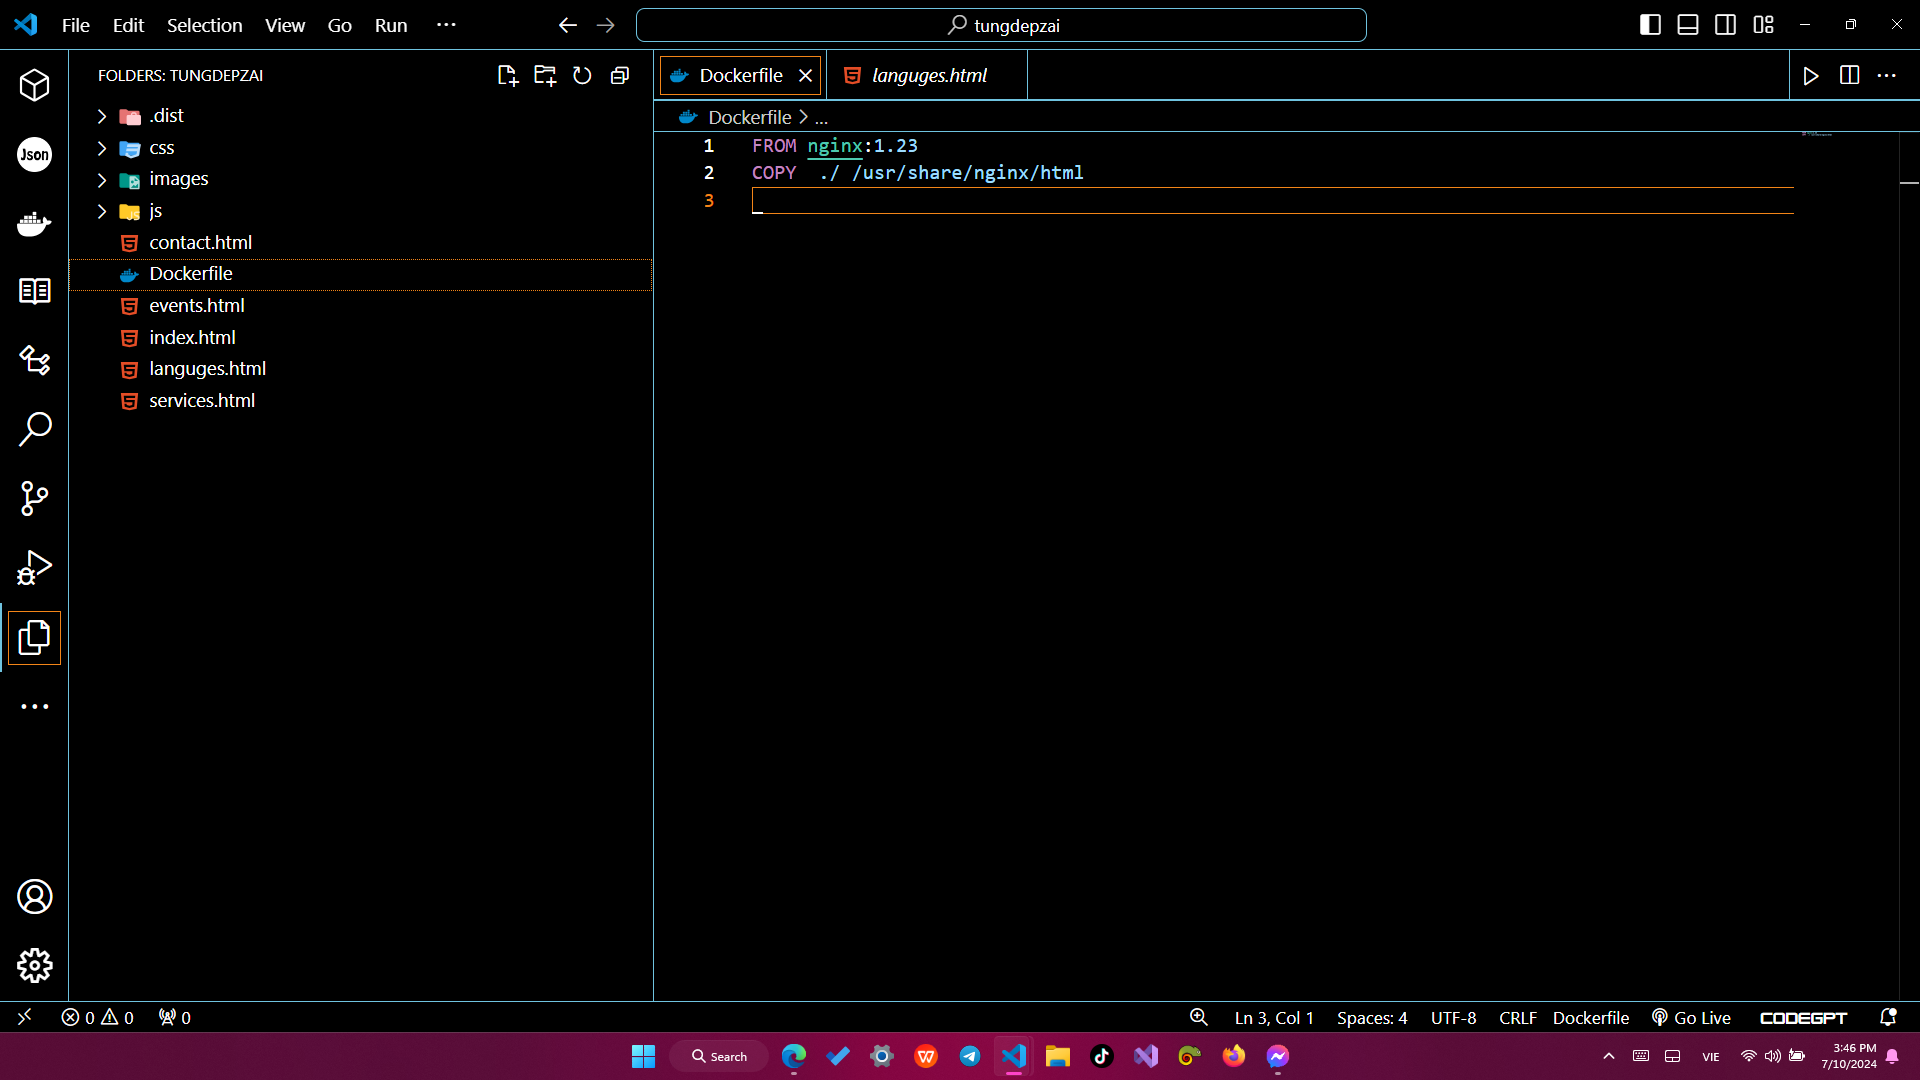 File Edit Selection View Go Run ···
tungdepzai
FOLDERS: TUNGDEPZAI
.dist
css
images
js
contact.html
Dockerfile
events.html
index.html
languges.html
services.html
Json
Dockerfile
languges.html
Dockerfile > ...
1 FROM nginx:1.23
2 COPY  ./ /usr/share/nginx/html
3
0 0 0
Ln 3, Col 1 Spaces: 4 UTF-8 CRLF Dockerfile Go Live CODEGPT
Search
VIE
3:46 PM
7/10/2024